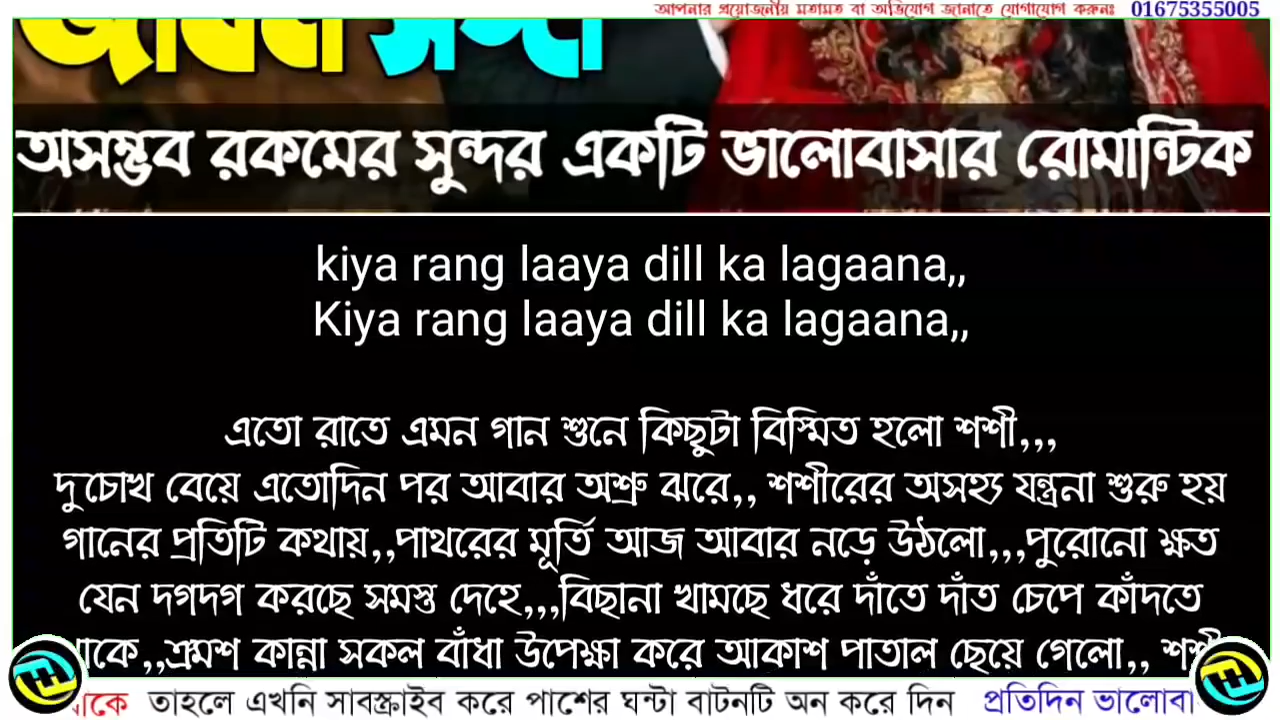 আপনার প্রয়োজনীয় মতামত বা অভিযোগ জানাতে যোগাযোগ করুনঃ 01675355005
অসম্ভব রকমের সুন্দর একটি ভালোবাসার রোমান্টিক
kiya rang laaya dill ka lagaana,,
Kiya rang laaya dill ka lagaana,,
এতো রাতে এমন গান শুনে কিছুটা বিস্মিত হলো শশী,,,
দুচোখ বেয়ে এতোদিন পর আবার অশ্রু ঝরে,, শশীরের অসহ্য যন্ত্রনা শুরু হয়
গানের প্রতিটি কথায়,,পাথরের মূর্তি আজ আবার নড়ে উঠলো,,,পুরোনো ক্ষত
যেন দগদগ করছে সমস্ত দেহে,,,বিছানা খামছে ধরে দাঁতে দাঁত চেপে কাঁদতে
থাকে,,ক্রমশ কান্না সকল বাঁধা উপেক্ষা করে আকাশ পাতাল ছেয়ে গেলো,, শশী
তাহলে এখনি সাবস্ক্রাইব করে পাশের ঘন্টা বাটনটি অন করে দিন প্রতিদিন